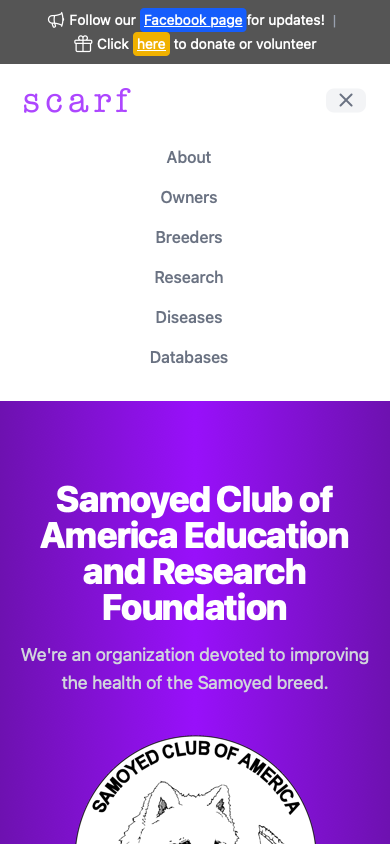 Follow our Facebook page for updates! |
Click here to donate or volunteer
scarf
About
Owners
Breeders
Research
Diseases
Databases
Samoyed Club of
America Education
and Research
Foundation
We're an organization devoted to improving
the health of the Samoyed breed.
SAMOYED CLUB OF AMERICA